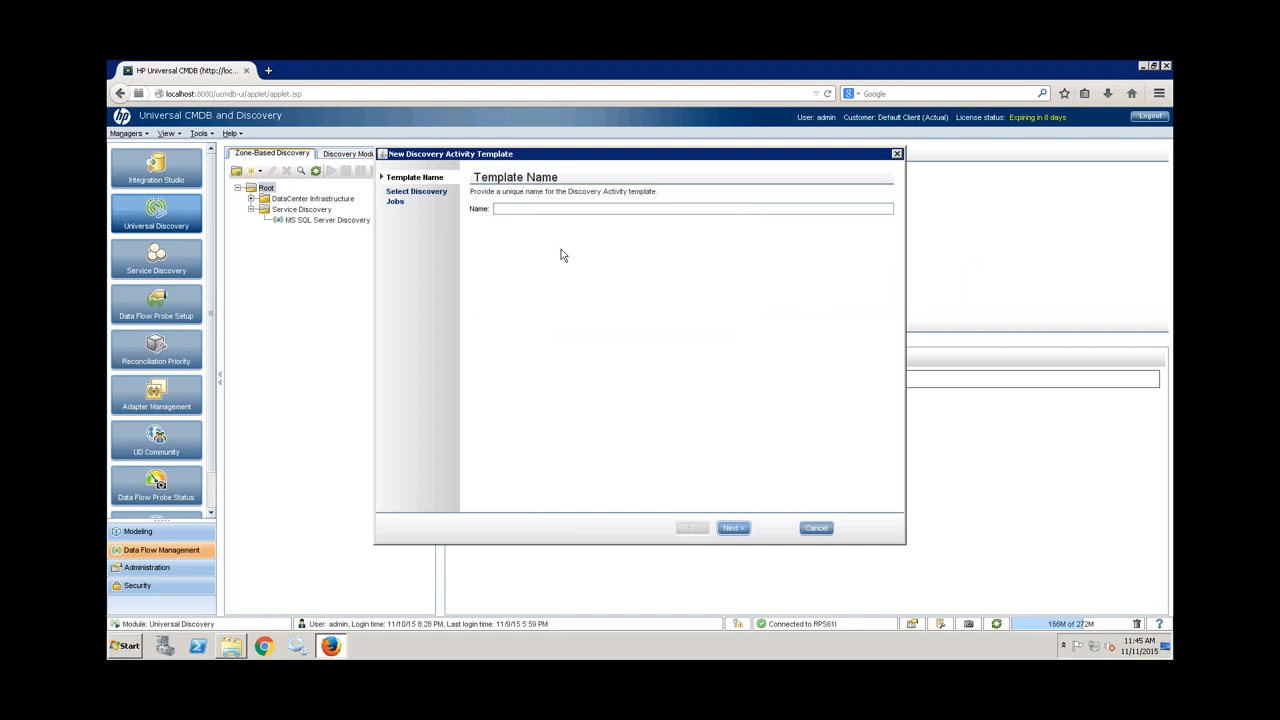 HP Universal CMDB (http://loc...
localhost:8080/ucmdb-ui/applet/applet.jsp
Google
Universal CMDB and Discovery
User: admin Customer: Default Client (Actual) License status: Expiring in 8 days
Logout
Managers View Tools Help
Integration Studio
Universal Discovery
Service Discovery
Data Flow Probe Setup
Reconciliation Priority
Adapter Management
UD Community
Data Flow Probe Status
Modeling
Data Flow Management
Administration
Security
Zone-Based Discovery Discovery Mod
Root
DataCenter Infrastructure
Service Discovery
MS SQL Server Discovery
New Discovery Activity Template
Template Name
Select Discovery
Jobs
Template Name
Provide a unique name for the Discovery Activity template.
Name:
Next >
Cancel
Module: Universal Discovery
User: admin, Login time: 11/10/15 8:28 PM, Last login time: 11/9/15 5:59 PM
Connected to RPS61I
166M of 272M
Start
11:45 AM
11/11/2015